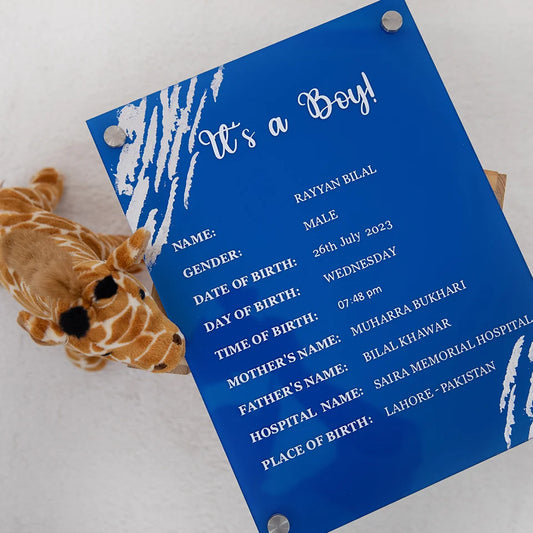 It's a Boy!
NAME: RAYYAN BILAL
GENDER: MALE
DATE OF BIRTH: 26th July 2023
DAY OF BIRTH: WEDNESDAY
TIME OF BIRTH: 07:48 pm
MOTHER'S NAME: MUHARRA BUKHARI
FATHER'S NAME: BILAL KHAWAR
HOSPITAL NAME: SAIRA MEMORIAL HOSPITAL
PLACE OF BIRTH: LAHORE - PAKISTAN